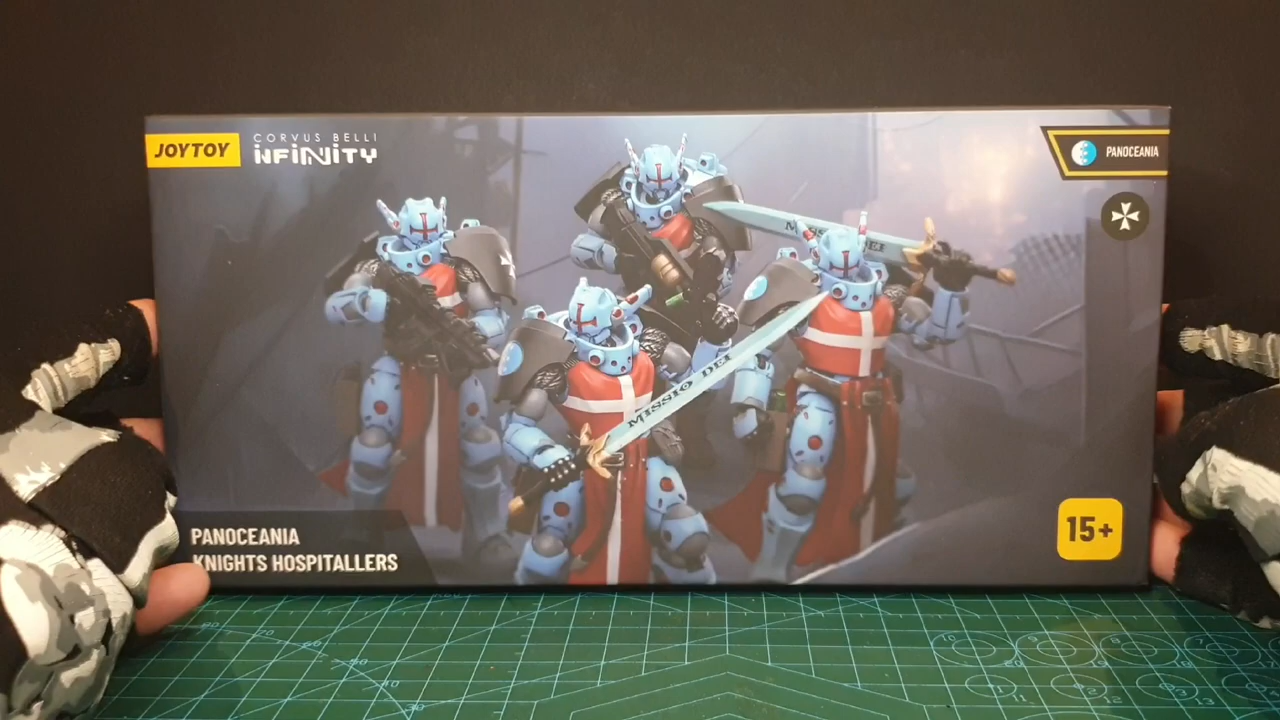 JOYTOY
CORVUS BELLI
INFINITY
PANOCEANIA
MISSIO DEI
15+
PANOCEANIA
KNIGHTS HOSPITALLERS